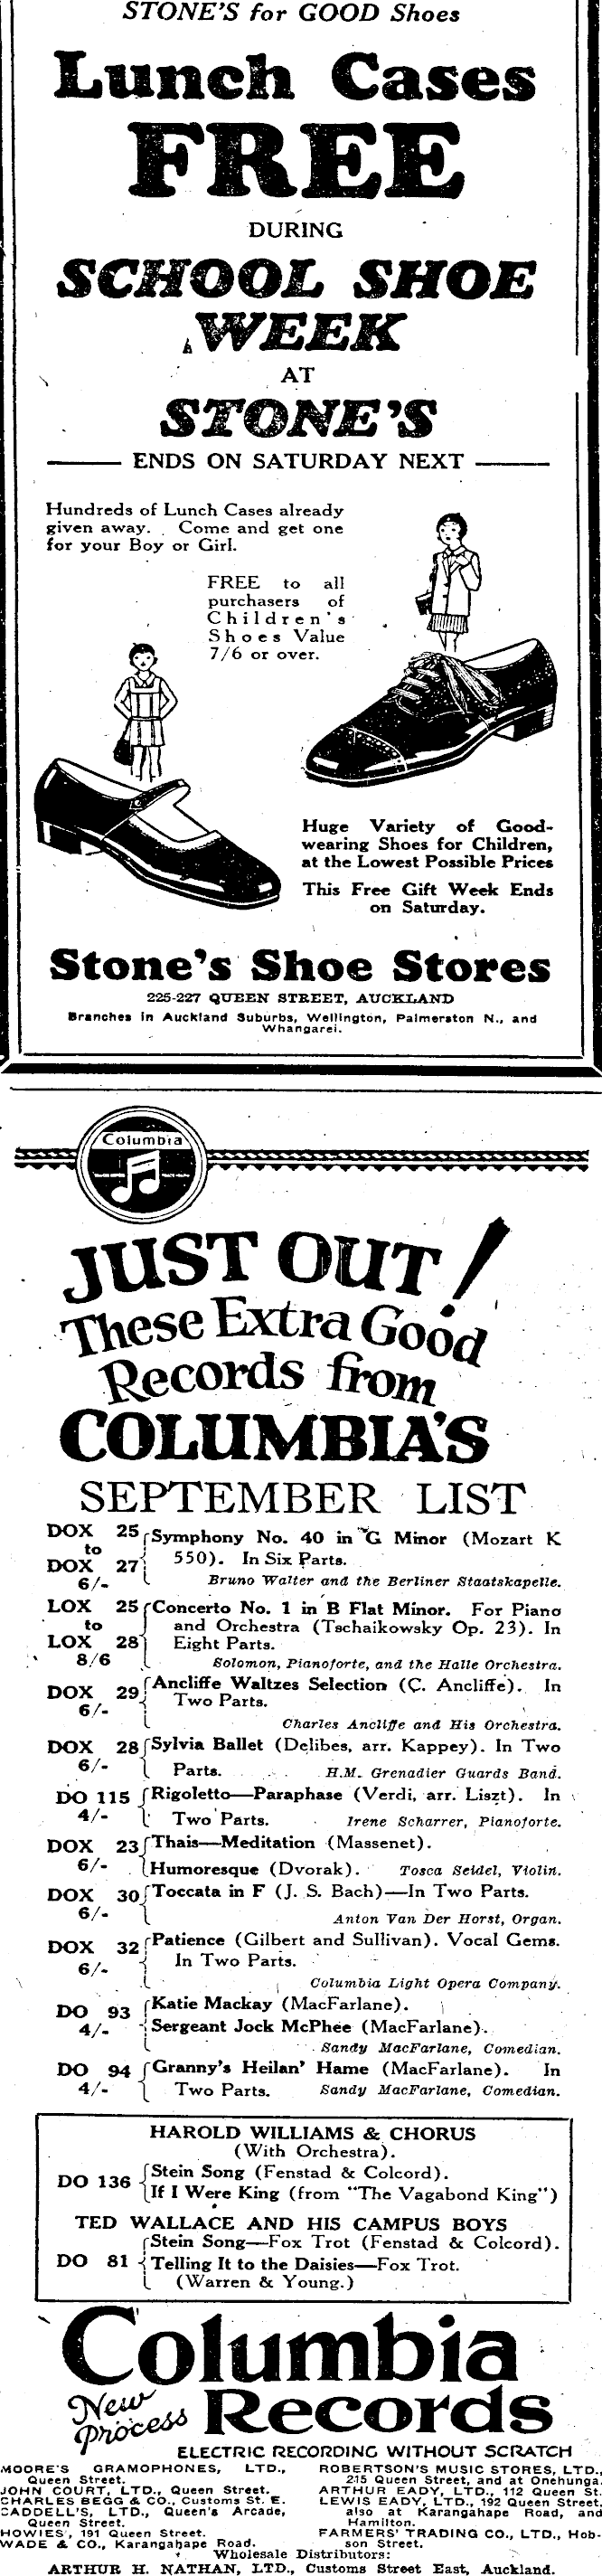 STONE'S for GOOD Shoes
Lunch Cases
FREE
DURING
SCHOOL SHOE
WEEK
AT
STONE'S
ENDS ON SATURDAY NEXT
Hundreds of Lunch Cases already
given away. Come and get one
for your Boy or Girl.
FREE to all
purchasers of
Children's
Shoes Value
7/6 or over.
Huge Variety of Good-
wearing Shoes for Children,
at the Lowest Possible Prices
This Free Gift Week Ends
on Saturday.
Stone's Shoe Stores
225-227 QUEEN STREET, AUCKLAND
Branches in Auckland Suburbs, Wellington, Palmerston N., and
Whangarei.
Columbia
JUST OUT!
These Extra Good
Records from
COLUMBIA'S
SEPTEMBER LIST
DOX 25 to DOX 27 6/- Symphony No. 40 in G Minor (Mozart K
550). In Six Parts.
Bruno Walter and the Berliner Staatskapelle.
LOX 25 to LOX 28 8/6 Concerto No. 1 in B Flat Minor. For Piano
and Orchestra (Tschaikowsky Op. 23). In
Eight Parts.
Solomon, Pianoforte, and the Halle Orchestra.
DOX 29 6/- Ancliffe Waltzes Selection (C. Ancliffe). In
Two Parts.
Charles Ancliffe and His Orchestra.
DOX 28 6/- Sylvia Ballet (Delibes, arr. Kappey). In Two
Parts. H.M. Grenadier Guards Band.
DO 115 4/- Rigoletto—Paraphase (Verdi, arr. Liszt). In
Two Parts. Irene Scharrer, Pianoforte.
DOX 23 6/- Thais—Meditation (Massenet).
Humoresque (Dvorak). Tosca Seidel, Violin.
DOX 30 6/- Toccata in F (J. S. Bach)—In Two Parts.
Anton Van Der Horst, Organ.
DOX 32 6/- Patience (Gilbert and Sullivan). Vocal Gems.
In Two Parts.
Columbia Light Opera Company.
DO 93 4/- Katie Mackay (MacFarlane).
Sergeant Jock McPhee (MacFarlane).
Sandy MacFarlane, Comedian.
DO 94 4/- Granny's Heilan' Hame (MacFarlane). In
Two Parts. Sandy MacFarlane, Comedian.
HAROLD WILLIAMS & CHORUS
(With Orchestra).
DO 136 Stein Song (Fenstad & Colcord).
If I Were King (from "The Vagabond King")
TED WALLACE AND HIS CAMPUS BOYS
DO 81 Stein Song—Fox Trot (Fenstad & Colcord).
Telling It to the Daisies—Fox Trot.
(Warren & Young.)
Columbia
New Process Records
ELECTRIC RECORDING WITHOUT SCRATCH
MOORE'S GRAMOPHONES, LTD.,
Queen Street.
JOHN COURT, LTD., Queen Street.
CHARLES BEGG & CO., Customs St. E.
CADDELL'S, LTD., Queen's Arcade,
Queen Street.
HOWIES', 191 Queen Street.
WADE & CO., Karangahape Road.
ROBERTSON'S MUSIC STORES, LTD.,
215 Queen Street, and at Onehunga.
ARTHUR EADY, LTD., 112 Queen St.
LEWIS EADY, LTD., 192 Queen Street,
also at Karangahape Road, and
Hamilton.
FARMERS' TRADING CO., LTD., Hob-
son Street.
Wholesale Distributors:
ARTHUR H. NATHAN, LTD., Customs Street East, Auckland.